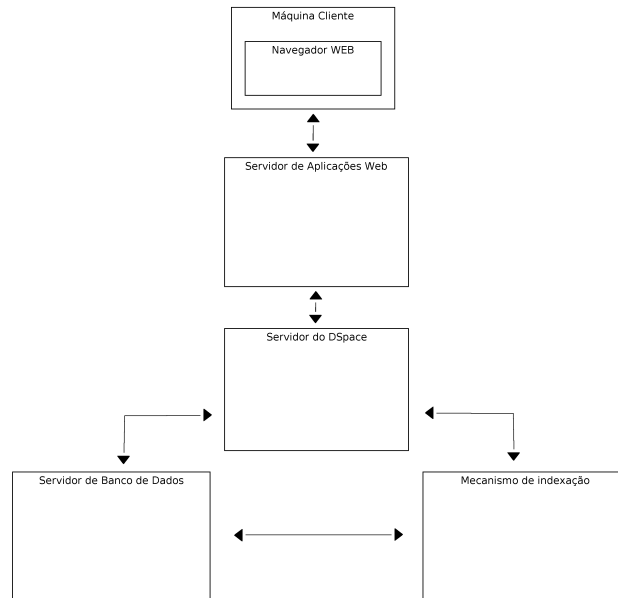 Máquina Cliente
Navegador WEB
Servidor de Aplicações Web
Servidor do DSpace
Servidor de Banco de Dados
Mecanismo de indexação